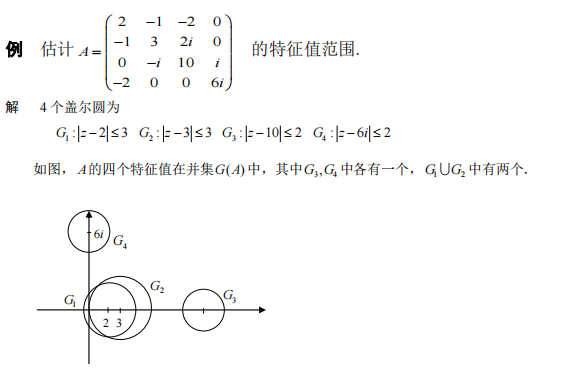 例 估计 A = ( 2 −1 −2 0
−1 3 2i 0
0 −i 10 i
−2 0 0 6i ) 的特征值范围.
解 4个盖尔圆为
G₁:|z−2|≤3 G₂:|z−3|≤3 G₃:|z−10|≤2 G₄:|z−6i|≤2
如图，A的四个特征值在并集G(A)中，其中G₃,G₄中各有一个，G₁⋃G₂中有两个.
6i G₄
G₁ G₂ G₃
2 3